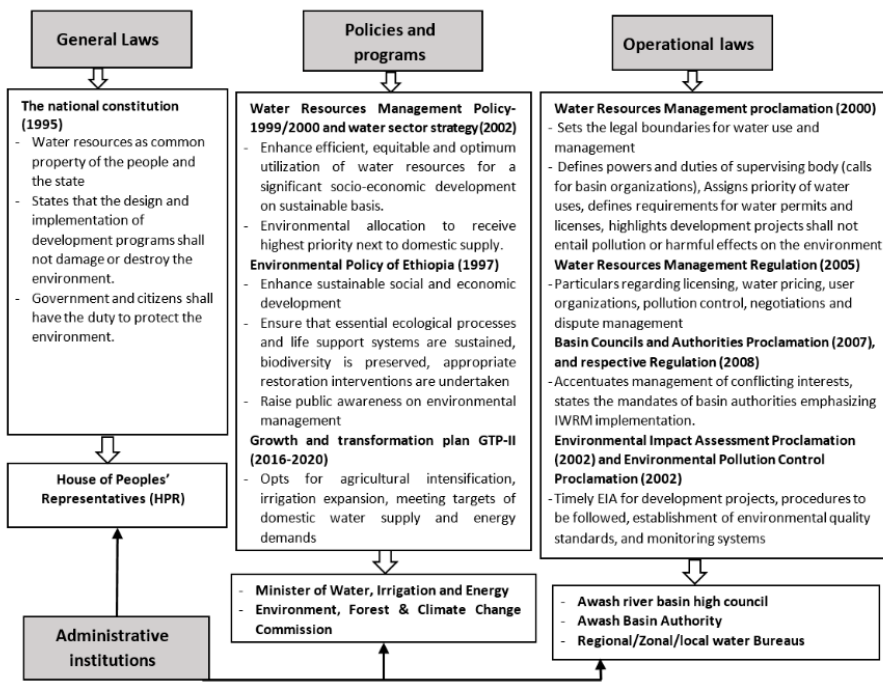 General Laws
The national constitution
(1995)
- Water resources as common
property of the people and
the state
- States that the design and
implementation of
development programs shall
not damage or destroy the
environment.
- Government and citizens shall
have the duty to protect the
environment.
House of Peoples'
Representatives (HPR)
Policies and
programs
Water Resources Management Policy-
1999/2000 and water sector strategy (2002)
- Enhance efficient, equitable and optimum
utilization of water resources for a
significant socio-economic development
on sustainable basis.
- Environmental allocation to receive
highest priority next to domestic supply.
Environmental Policy of Ethiopia (1997)
- Enhance sustainable social and economic
development
- Ensure that essential ecological processes
and life support systems are sustained,
biodiversity is preserved, appropriate
restoration interventions are undertaken
- Raise public awareness on environmental
management
Growth and transformation plan GTP-II
(2016-2020)
- Opts for agricultural intensification,
irrigation expansion, meeting targets of
domestic water supply and energy
demands
- Minister of Water, Irrigation and Energy
- Environment, Forest & Climate Change
Commission
Operational laws
Water Resources Management proclamation (2000)
- Sets the legal boundaries for water use and
management
- Defines powers and duties of supervising body (calls
for basin organizations), Assigns priority of water
uses, defines requirements for water permits and
licenses, highlights development projects shall not
entail pollution or harmful effects on the environment
Water Resources Management Regulation (2005)
- Particulars regarding licensing, water pricing, user
organizations, pollution control, negotiations and
dispute management
Basin Councils and Authorities Proclamation (2007),
and respective Regulation (2008)
- Accentuates management of conflicting interests,
states the mandates of basin authorities emphasizing
IWRM implementation.
Environmental Impact Assessment Proclamation
(2002) and Environmental Pollution Control
Proclamation (2002)
- Timely EIA for development projects, procedures to
be followed, establishment of environmental quality
standards, and monitoring systems
- Awash river basin high council
- Awash Basin Authority
- Regional/Zonal/local water Bureaus
Administrative
institutions